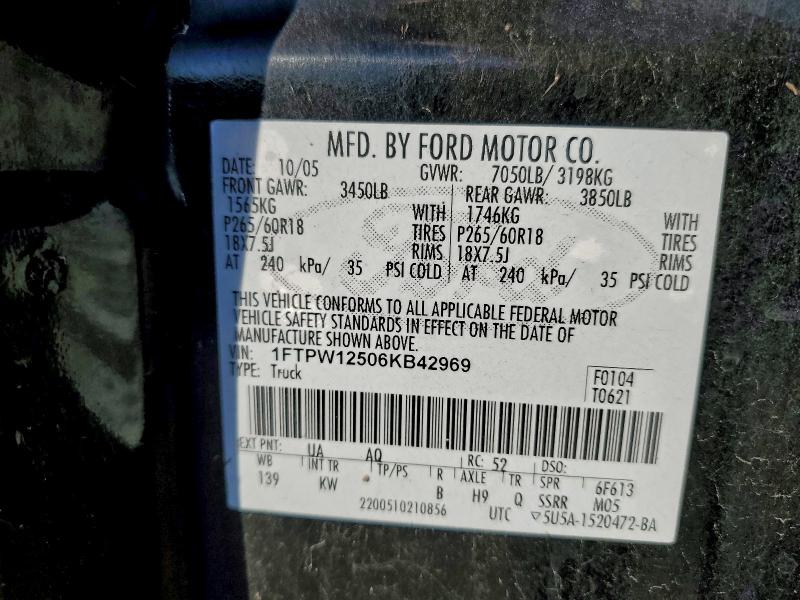 MFD. BY FORD MOTOR CO.
DATE: 10/05 GVWR: 7050LB/ 3198KG
FRONT GAWR: 3450LB REAR GAWR: 3850LB
1565KG WITH 1746KG WITH
P265/60R18 TIRES P265/60R18 TIRES
18X7.5J RIMS 18X7.5J RIMS
AT 240 kPa/ 35 PSI COLD AT 240 kPa/ 35 PSI COLD
THIS VEHICLE CONFORMS TO ALL APPLICABLE FEDERAL MOTOR
VEHICLE SAFETY STANDARDS IN EFFECT ON THE DATE OF
MANUFACTURE SHOWN ABOVE.
VIN: 1FTPW12506KB42969
TYPE: Truck
F0104
T0621
EXT PNT: UA AQ RC: 52 DSO:
WB INT TR TP/PS R AXLE TR SPR 6F613
139 KW B H9 Q SSRR M05
2200510210856 UTC ▽5U5A-1520472-BA